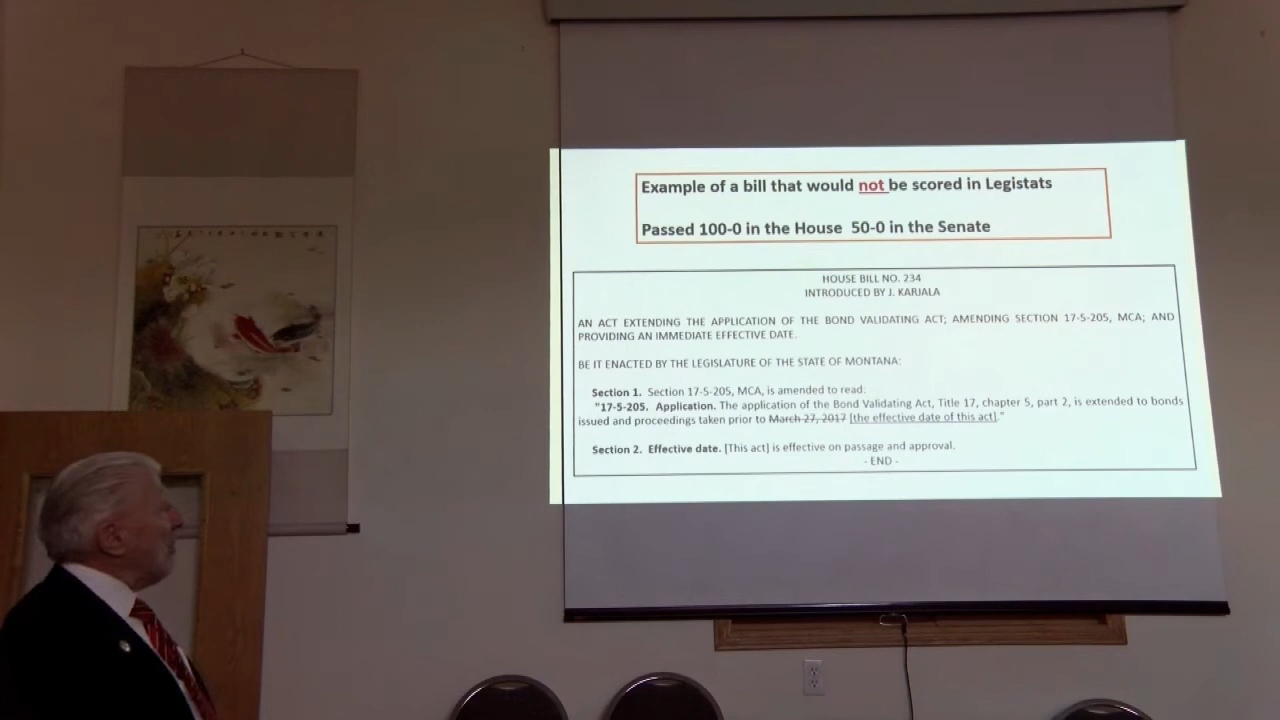 Example of a bill that would not be scored in Legistats
Passed 100-0 in the House 50-0 in the Senate
HOUSE BILL NO. 234
INTRODUCED BY J. KARJALA
AN ACT EXTENDING THE APPLICATION OF THE BOND VALIDATING ACT; AMENDING SECTION 17-5-205, MCA; AND
PROVIDING AN IMMEDIATE EFFECTIVE DATE.
BE IT ENACTED BY THE LEGISLATURE OF THE STATE OF MONTANA:
Section 1. Section 17-5-205, MCA, is amended to read:
"17-5-205. Application. The application of the Bond Validating Act, Title 17, chapter 5, part 2, is extended to bonds
issued and proceedings taken prior to March 27, 2017 [the effective date of this act]."
Section 2. Effective date. [This act] is effective on passage and approval.
- END -